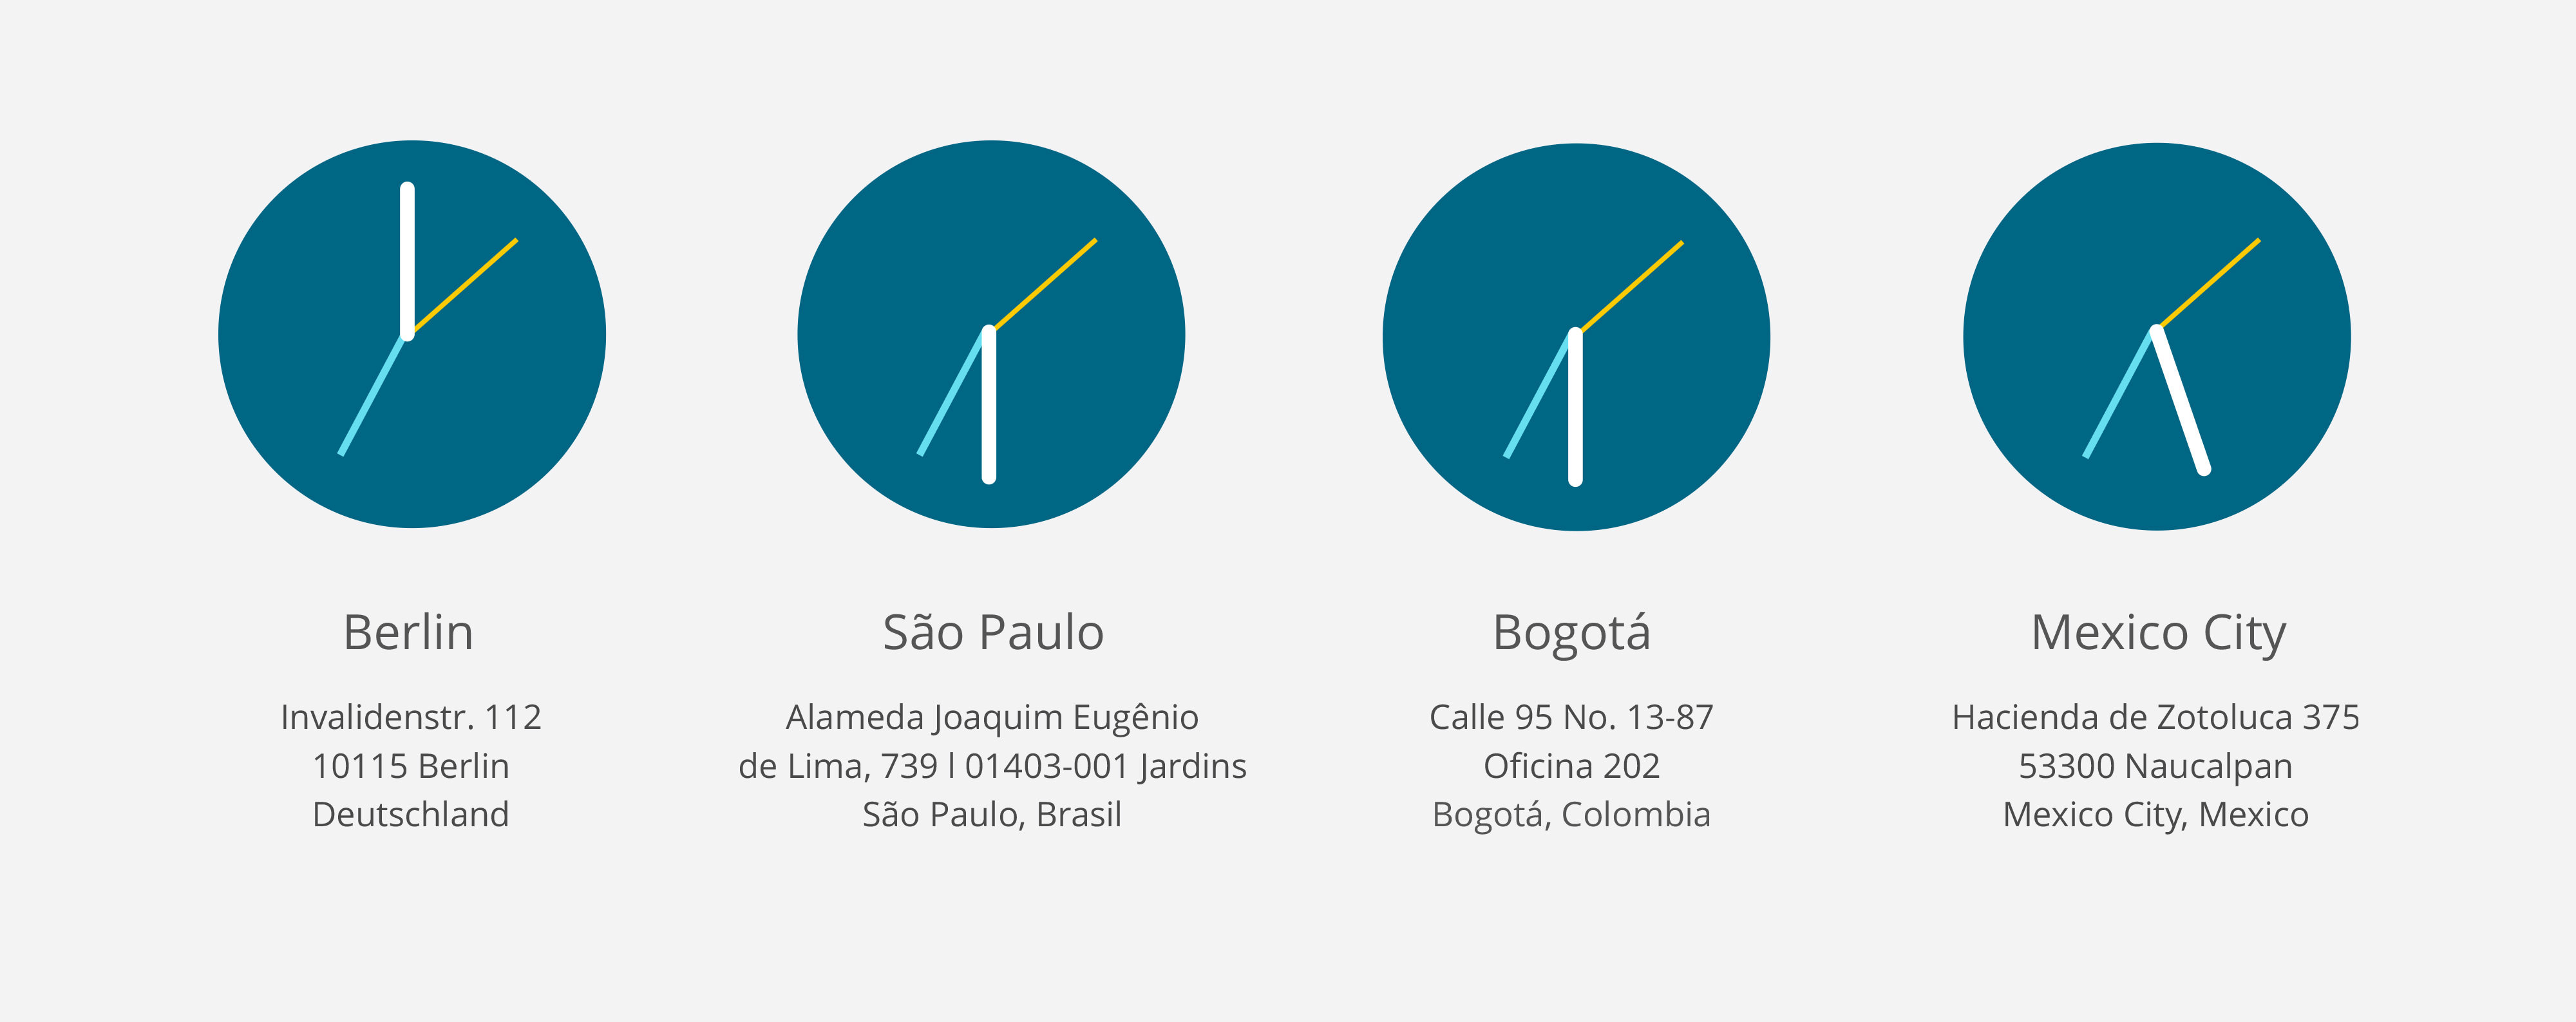 Berlin
Invalidenstr. 112
10115 Berlin
Deutschland
São Paulo
Alameda Joaquim Eugênio
de Lima, 739 l 01403-001 Jardins
São Paulo, Brasil
Bogotá
Calle 95 No. 13-87
Oficina 202
Bogotá, Colombia
Mexico City
Hacienda de Zotoluca 375
53300 Naucalpan
Mexico City, Mexico